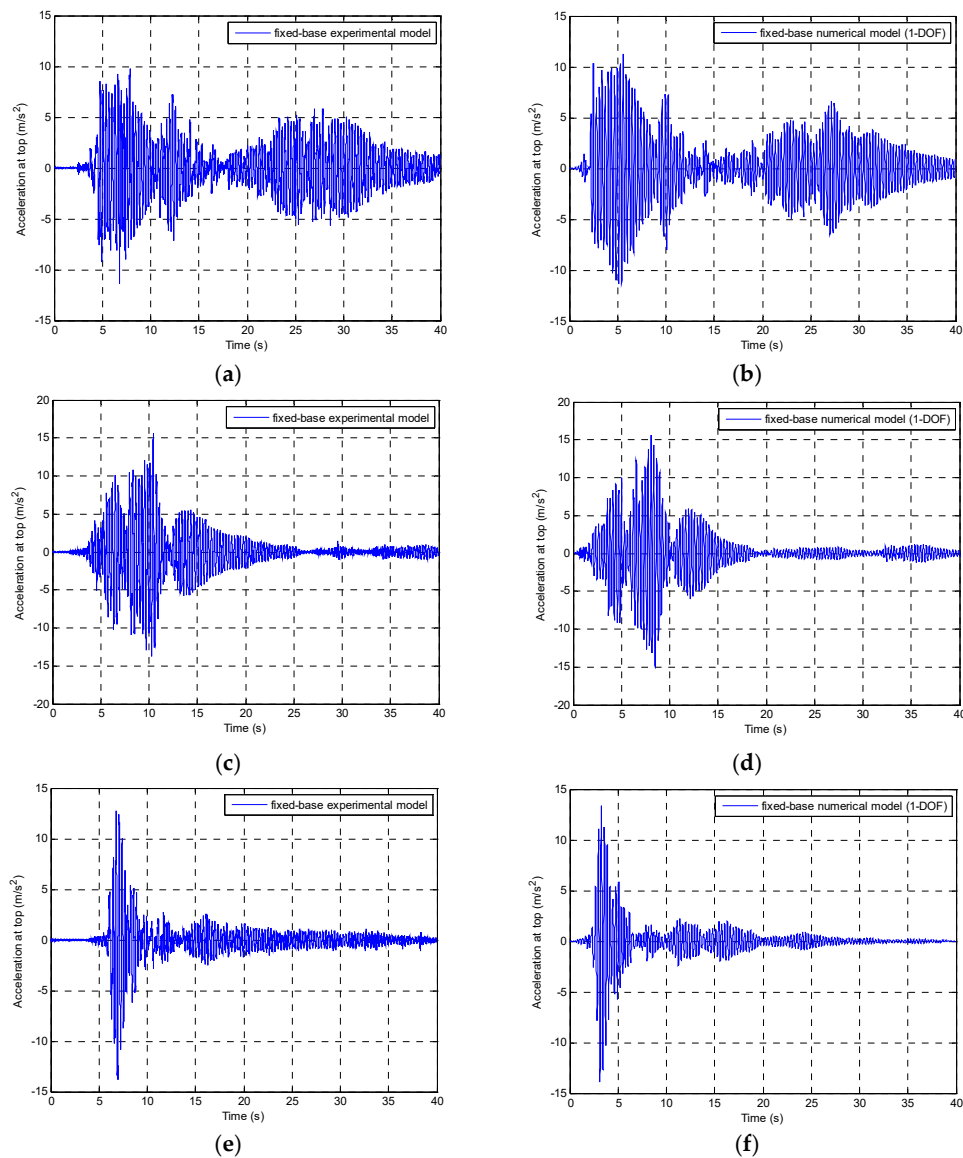 fixed-base experimental model
Acceleration at top (m/s²)
15
10
5
0
-5
-10
-15
0 5 10 15 20 25 30 35 40
Time (s)
(a)
fixed-base numerical model (1-DOF)
Acceleration at top (m/s²)
15
10
5
0
-5
-10
-15
0 5 10 15 20 25 30 35 40
Time (s)
(b)
fixed-base experimental model
Acceleration at top (m/s²)
20
15
10
5
0
-5
-10
-15
-20
0 5 10 15 20 25 30 35 40
Time (s)
(c)
fixed-base numerical model (1-DOF)
Acceleration at top (m/s²)
20
15
10
5
0
-5
-10
-15
-20
0 5 10 15 20 25 30 35 40
Time (s)
(d)
fixed-base experimental model
Acceleration at top (m/s²)
15
10
5
0
-5
-10
-15
0 5 10 15 20 25 30 35 40
Time (s)
(e)
fixed-base numerical model (1-DOF)
Acceleration at top (m/s²)
15
10
5
0
-5
-10
-15
0 5 10 15 20 25 30 35 40
Time (s)
(f)